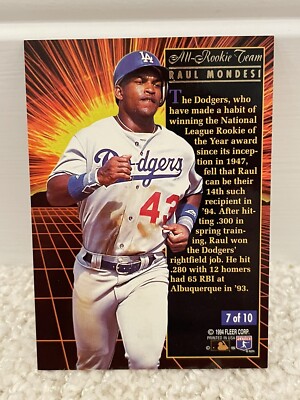 All-Rookie Team
RAUL MONDESI
The Dodgers, who
have made a habit of
winning the National
League Rookie of
the Year award
since its incep-
tion in 1947,
fell that Raul
can be their
14th such
recipient in
'94. After hit-
ting .300 in
spring train-
ing, Raul won
the Dodgers'
rightfield job. He hit
.280 with 12 homers
had 65 RBI at
Albuquerque in '93.
LA
Dodgers
43
7 of 10
© 1994 FLEER CORP.
PRINTED IN USA